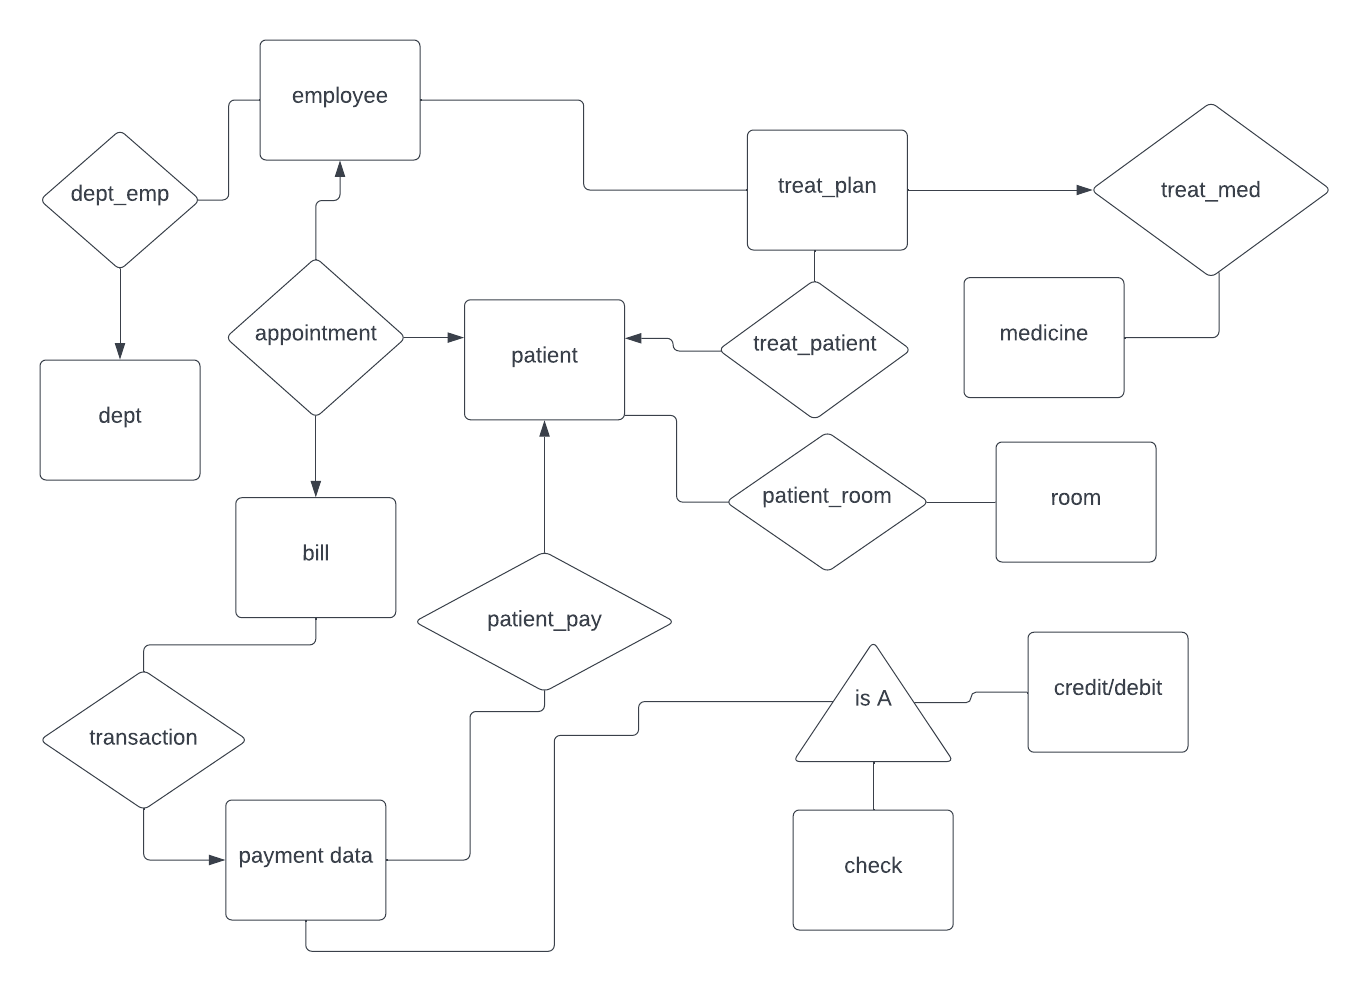 employee
dept_emp
treat_plan
treat_med
appointment
patient
treat_patient
medicine
dept
bill
patient_room
room
patient_pay
transaction
is A
credit/debit
payment data
check